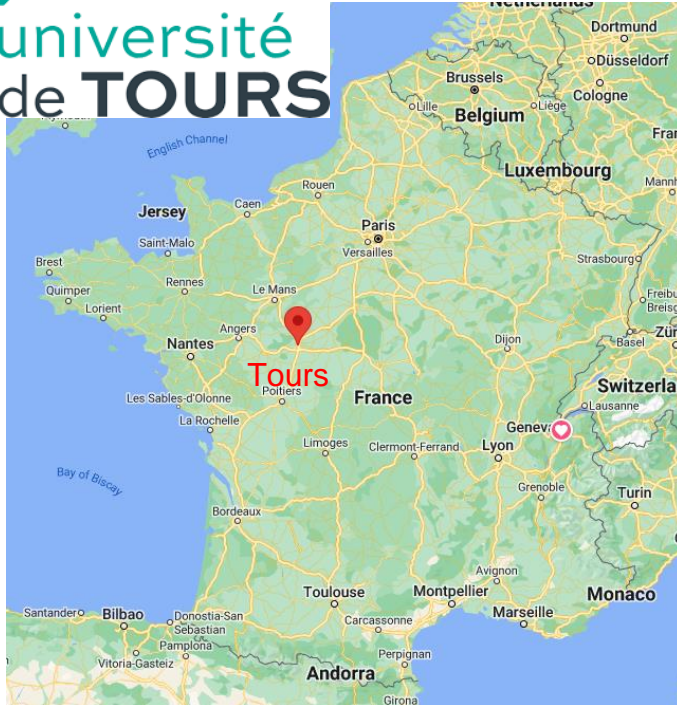 université
de TOURS
Netherlands
Dortmund
Düsseldorf
Brussels
Cologne
Lille
Liège
Belgium
English Channel
Luxembourg
Rouen
Jersey
Caen
Paris
Versailles
Saint-Malo
Strasbourg
Brest
Quimper
Rennes
Le Mans
Lorient
Angers
Nantes
Dijon
Basel
Tours
Poitiers
France
Les Sables-d'Olonne
La Rochelle
Switzerla
Lausanne
Geneva
Limoges
Clermont-Ferrand
Lyon
Bay of Biscay
Grenoble
Turin
Bordeaux
Avignon
Toulouse
Montpellier
Monaco
Marseille
Santander
Bilbao
Donostia-San
Sebastian
Carcassonne
Pamplona
Vitoria-Gasteiz
Perpignan
Andorra
Girona